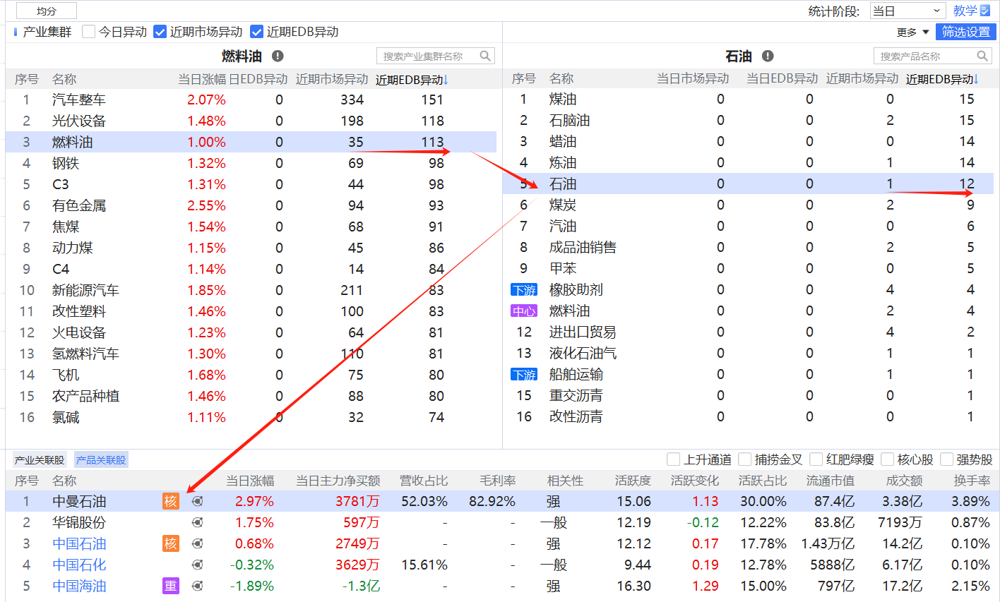 均分
统计阶段: 当日 教学
产业集群 今日异动 近期市场异动 近期EDB异动
更多 筛选设置
燃料油 搜索产业集群名称
序号 名称 当日涨幅 日EDB异动 近期市场异动 近期EDB异动↓
1 汽车整车 2.07% 0 334 151
2 光伏设备 1.48% 0 198 118
3 燃料油 1.00% 0 35 113
4 钢铁 1.32% 0 69 98
5 C3 1.31% 0 44 98
6 有色金属 2.55% 0 94 93
7 焦煤 1.54% 0 68 91
8 动力煤 1.15% 0 45 86
9 C4 1.14% 0 14 84
10 新能源汽车 1.85% 0 211 83
11 改性塑料 1.46% 0 100 83
12 火电设备 1.23% 0 64 81
13 氢燃料汽车 1.30% 0 110 81
14 飞机 1.68% 0 75 80
15 农产品种植 1.46% 0 88 80
16 氯碱 1.11% 0 32 74
石油 搜索产品名称
序号 名称 当日市场异动 当日EDB异动 近期市场异动 近期EDB异动↓
1 煤油 0 0 0 15
2 石脑油 0 0 2 15
3 蜡油 0 0 0 14
4 炼油 0 0 1 14
5 石油 0 0 1 12
6 煤炭 0 0 2 9
7 汽油 0 0 0 6
8 成品油销售 0 0 2 5
9 甲苯 0 0 0 5
下游 橡胶助剂 0 0 4 4
中心 燃料油 0 0 2 4
12 进出口贸易 0 0 4 2
13 液化石油气 0 0 1 1
下游 船舶运输 0 0 1 1
15 重交沥青 0 0 0 1
16 改性沥青 0 0 0 1
产业关联股 产品关联股 上升通道 捕捞金叉 红肥绿瘦 核心股 强势股
序号 名称 当日涨幅 当日主力净买额 营收占比 毛利率 相关性 活跃度 活跃变化 活跃占比 流通市值 成交额 换手率
1 中曼石油 核 2.97% 3781万 52.03% 82.92% 强 15.06 1.13 30.00% 87.4亿 3.38亿 3.89%
2 华锦股份 1.75% 597万 - - 一般 12.19 -0.12 12.22% 83.8亿 7193万 0.87%
3 中国石油 核 0.68% 2749万 - - 强 12.12 0.17 17.78% 1.43万亿 14.2亿 0.10%
4 中国石化 -0.32% 3629万 15.61% - 一般 9.44 0.19 12.78% 5888亿 6.17亿 0.10%
5 中国海油 重 -1.89% -1.3亿 - - 强 16.30 1.29 15.00% 797亿 17.2亿 2.15%